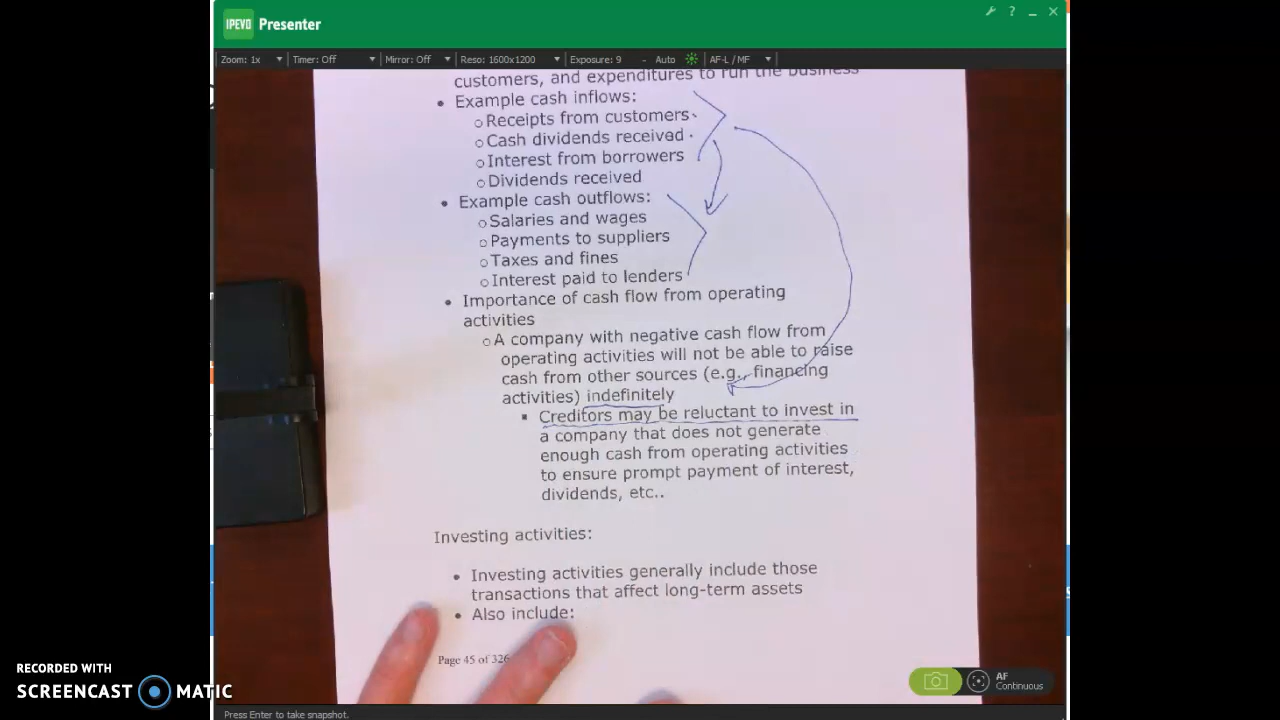 IPEVO Presenter
Zoom: 1x Timer: Off Mirror: Off Reso: 1600x1200 Exposure: 9 - Auto AF-L / MF
customers, and expenditures to run the business
• Example cash inflows:
○ Receipts from customers
○ Cash dividends received
○ Interest from borrowers
○ Dividends received
• Example cash outflows:
○ Salaries and wages
○ Payments to suppliers
○ Taxes and fines
○ Interest paid to lenders
• Importance of cash flow from operating
activities
○ A company with negative cash flow from
operating activities will not be able to raise
cash from other sources (e.g., financing
activities) indefinitely
▪ Creditors may be reluctant to invest in
a company that does not generate
enough cash from operating activities
to ensure prompt payment of interest,
dividends, etc..
Investing activities:
• Investing activities generally include those
transactions that affect long-term assets
• Also include:
Page 45 of 326
AF
Continuous
RECORDED WITH
SCREENCAST MATIC
Press Enter to take snapshot.